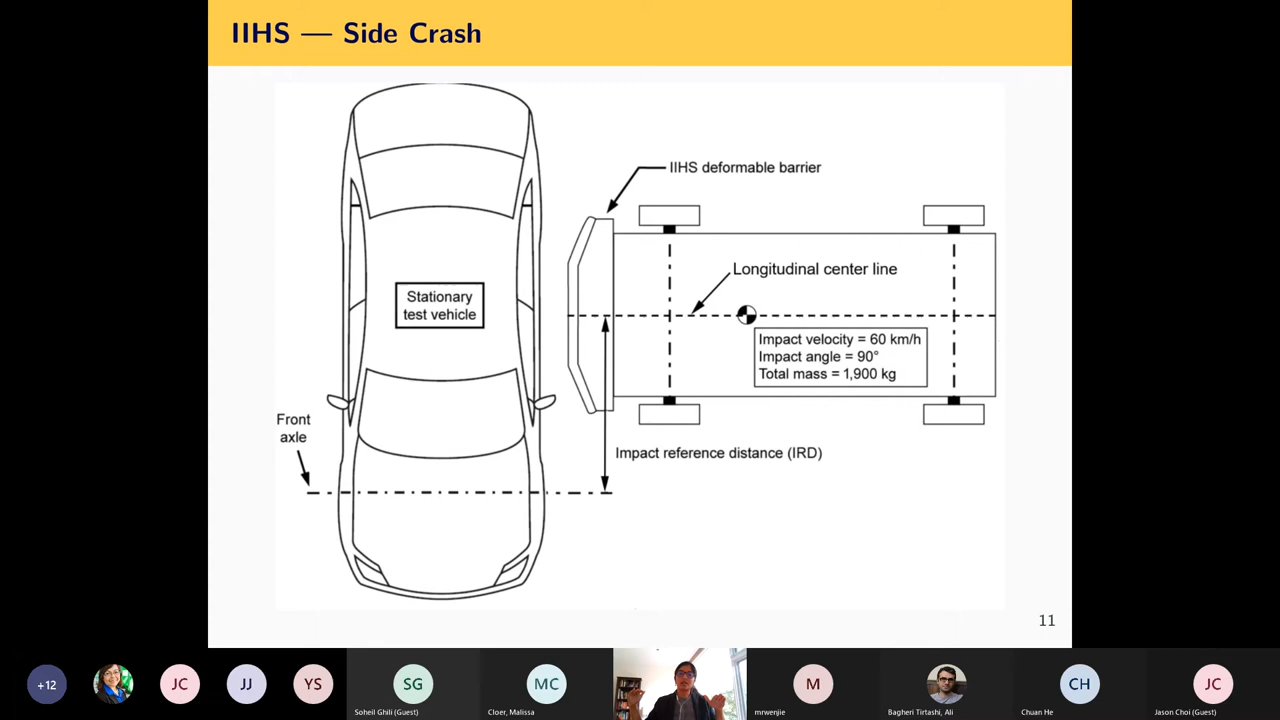 IIHS — Side Crash
IIHS deformable barrier
Longitudinal center line
Stationary
test vehicle
Impact velocity = 60 km/h
Impact angle = 90°
Total mass = 1,900 kg
Front
axle
Impact reference distance (IRD)
11
+12
JC
JJ
YS
SG
MC
M
CH
JC
Soheil Ghili (Guest)
Cloer, Malissa
mrwenjie
Bagheri Tirtashi, Ali
Chuan He
Jason Choi (Guest)